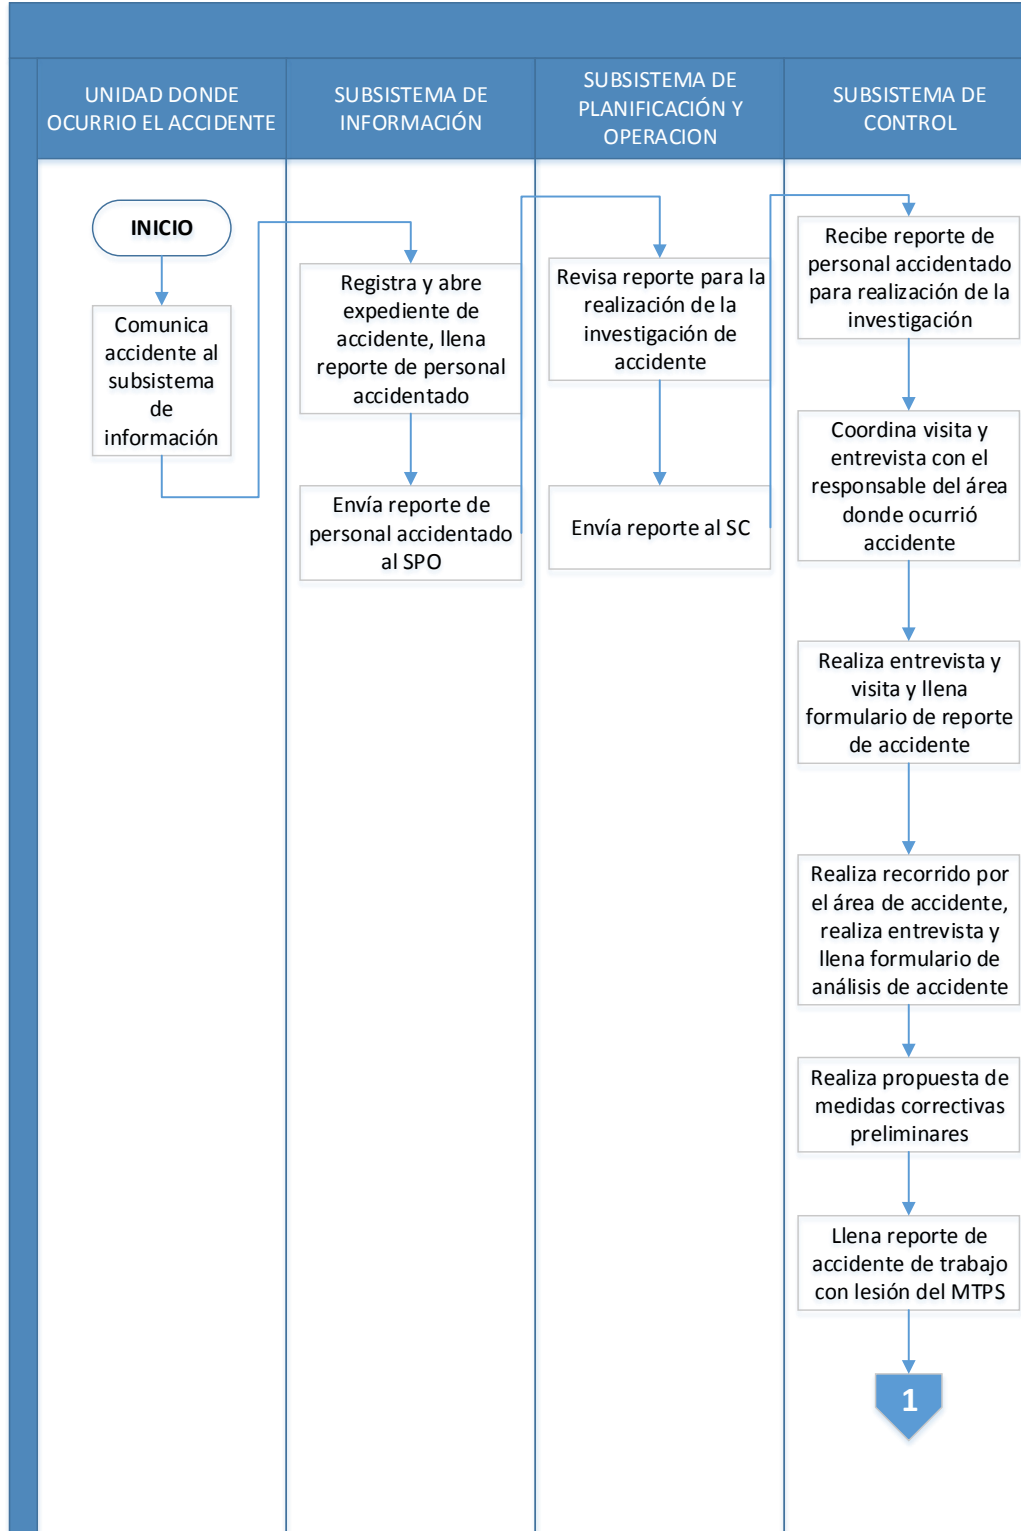 UNIDAD DONDE
OCURRIO EL ACCIDENTE
SUBSISTEMA DE
INFORMACIÓN
SUBSISTEMA DE
PLANIFICACIÓN Y
OPERACION
SUBSISTEMA DE
CONTROL
INICIO
Comunica
accidente al
subsistema
de
información
Registra y abre
expediente de
accidente, llena
reporte de personal
accidentado
Envía reporte de
personal accidentado
al SPO
Revisa reporte para la
realización de la
investigación de
accidente
Envía reporte al SC
Recibe reporte de
personal accidentado
para realización de la
investigación
Coordina visita y
entrevista con el
responsable del área
donde ocurrió
accidente
Realiza entrevista y
visita y llena
formulario de reporte
de accidente
Realiza recorrido por
el área de accidente,
realiza entrevista y
llena formulario de
análisis de accidente
Realiza propuesta de
medidas correctivas
preliminares
Llena reporte de
accidente de trabajo
con lesión del MTPS
1